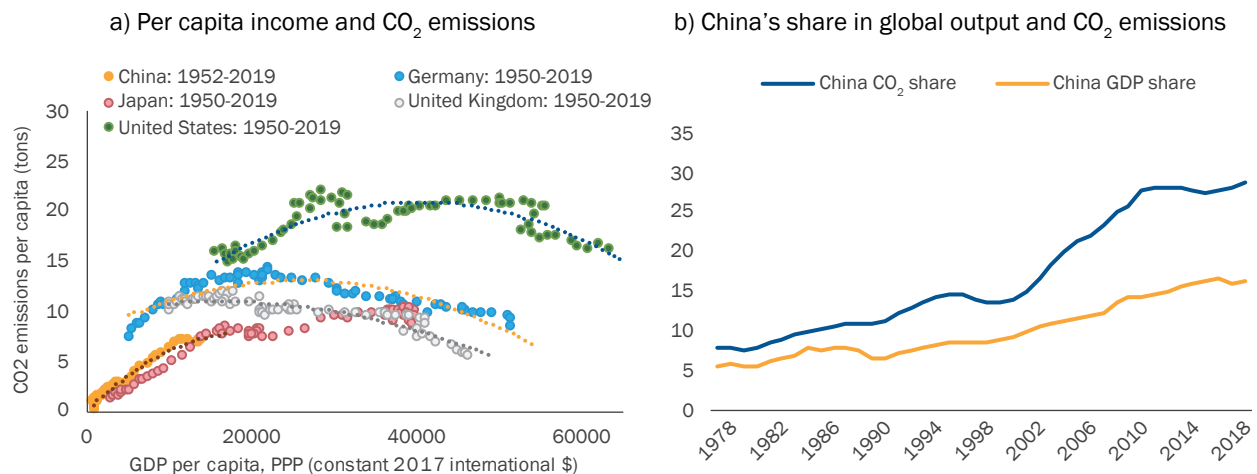 a) Per capita income and CO₂ emissions
China: 1952-2019
Germany: 1950-2019
Japan: 1950-2019
United Kingdom: 1950-2019
United States: 1950-2019
CO2 emissions per capita (tons)
30
25
20
15
10
5
0
0 20000 40000 60000
GDP per capita, PPP (constant 2017 international $)
b) China’s share in global output and CO₂ emissions
China CO₂ share
China GDP share
35
30
25
20
15
10
5
0
1978 1982 1986 1990 1994 1998 2002 2006 2010 2014 2018